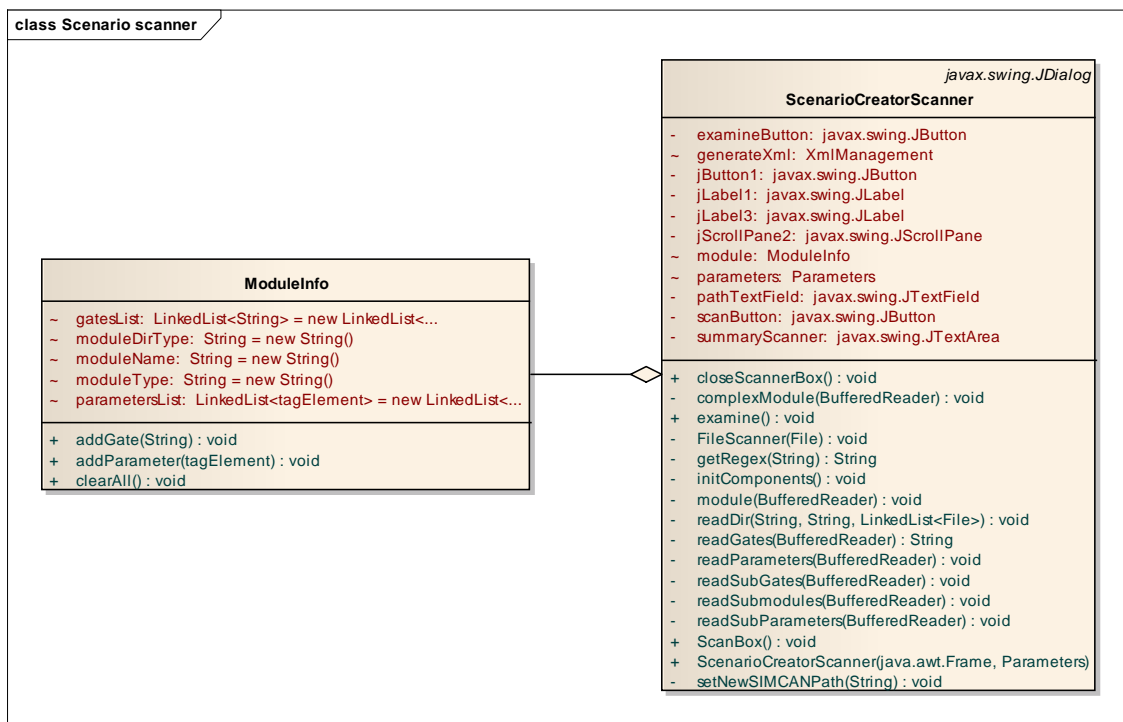 class Scenario scanner
javax.swing.JDialog
ScenarioCreatorScanner
- examineButton: javax.swing.JButton
~ generateXml: XmlManagement
- jButton1: javax.swing.JButton
- jLabel1: javax.swing.JLabel
- jLabel3: javax.swing.JLabel
- jScrollPane2: javax.swing.JScrollPane
~ module: ModuleInfo
~ parameters: Parameters
- pathTextField: javax.swing.JTextField
- scanButton: javax.swing.JButton
- summaryScanner: javax.swing.JTextArea
+ closeScannerBox() : void
- complexModule(BufferedReader) : void
+ examine() : void
- FileScanner(File) : void
- getRegex(String) : String
- initComponents() : void
- module(BufferedReader) : void
- readDir(String, String, LinkedList<File>) : void
- readGates(BufferedReader) : String
- readParameters(BufferedReader) : void
- readSubGates(BufferedReader) : void
- readSubmodules(BufferedReader) : void
- readSubParameters(BufferedReader) : void
+ ScanBox() : void
+ ScenarioCreatorScanner(java.awt.Frame, Parameters)
- setNewSIMCANPath(String) : void
ModuleInfo
~ gatesList: LinkedList<String> = new LinkedList<...
~ moduleDirType: String = new String()
~ moduleName: String = new String()
~ moduleType: String = new String()
~ parametersList: LinkedList<tagElement> = new LinkedList<...
+ addGate(String) : void
+ addParameter(tagElement) : void
+ clearAll() : void